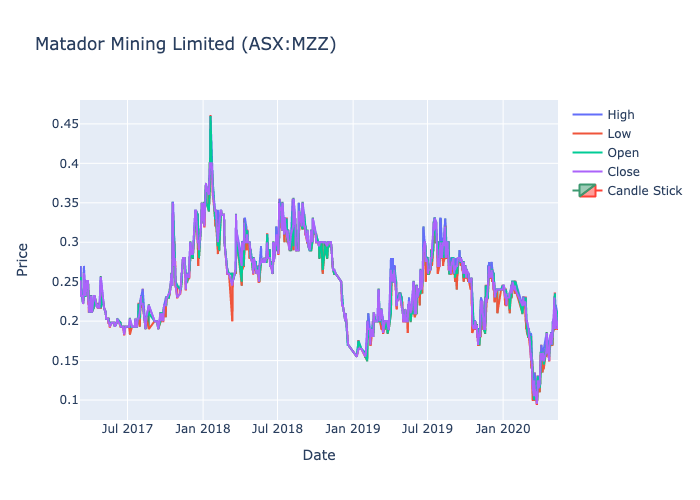 Matador Mining Limited (ASX:MZZ)
High
Low
Open
Close
Candle Stick
Price
0.45
0.4
0.35
0.3
0.25
0.2
0.15
0.1
Jul 2017
Jan 2018
Jul 2018
Jan 2019
Jul 2019
Jan 2020
Date